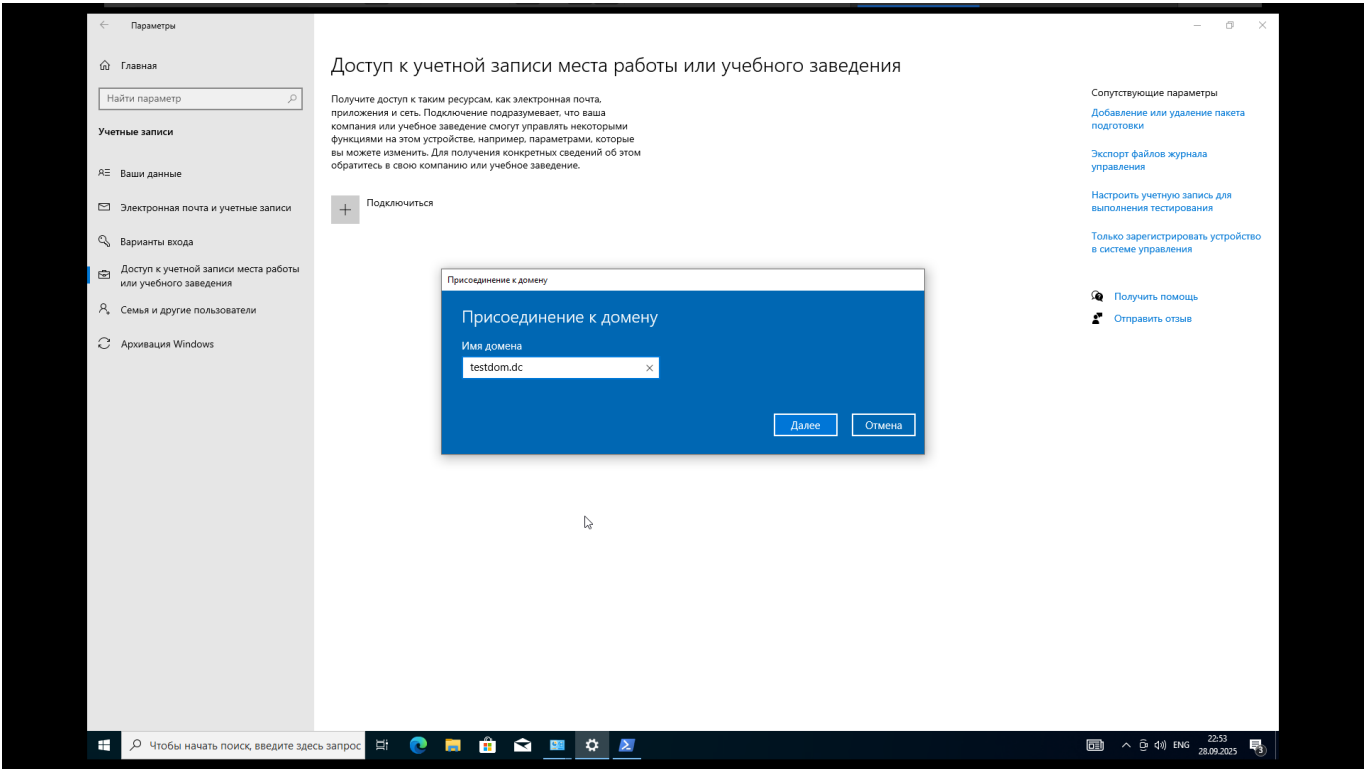 Параметры
Главная
Найти параметр
Учетные записи
Ваши данные
Электронная почта и учетные записи
Варианты входа
Доступ к учетной записи места работы
или учебного заведения
Семья и другие пользователи
Архивация Windows
Доступ к учетной записи места работы или учебного заведения
Получите доступ к таким ресурсам, как электронная почта,
приложения и сеть. Подключение подразумевает, что ваша
компания или учебное заведение смогут управлять некоторыми
функциями на этом устройстве, например, параметрами, которые
вы можете изменить. Для получения конкретных сведений об этом
обратитесь в свою компанию или учебное заведение.
Подключиться
Присоединение к домену
Присоединение к домену
Имя домена
testdom.dc
Далее
Отмена
Сопутствующие параметры
Добавление или удаление пакета
подготовки
Экспорт файлов журнала
управления
Настроить учетную запись для
выполнения тестирования
Только зарегистрировать устройство
в системе управления
Получить помощь
Отправить отзыв
Чтобы начать поиск, введите здесь запрос
ENG
22:53
28.09.2025
3